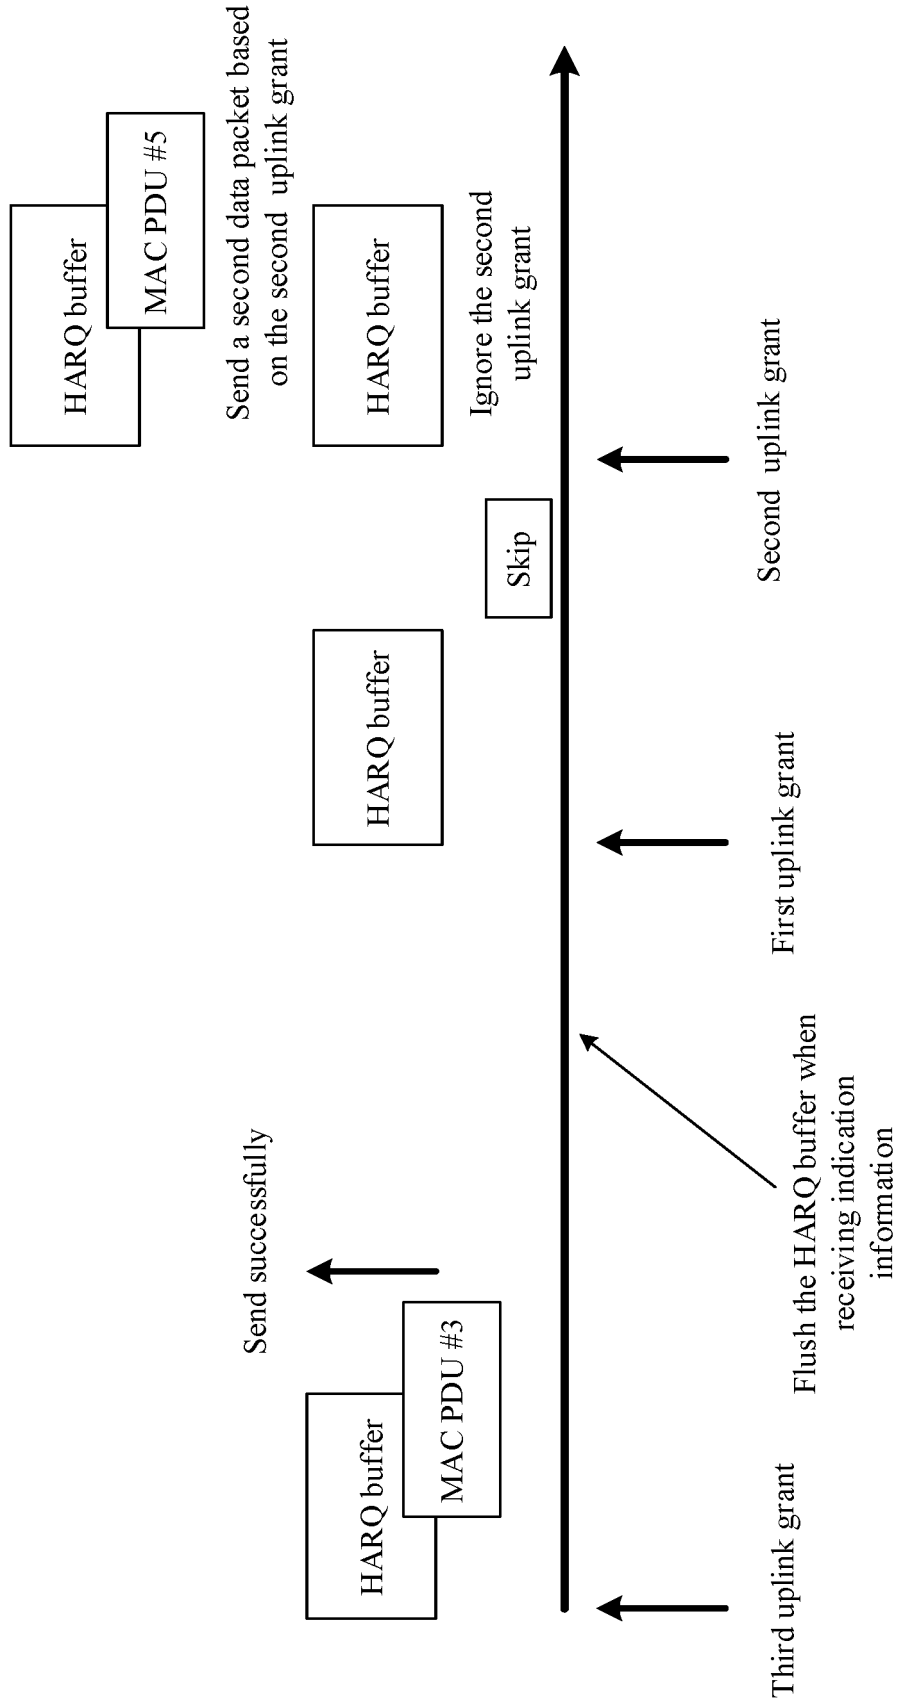 HARQ buffer
MAC PDU #5
Send a second data packet based
on the second uplink grant
Send successfully
HARQ buffer
MAC PDU #3
HARQ buffer
HARQ buffer
Skip
Ignore the second
uplink grant
Third uplink grant
Flush the HARQ buffer when
receiving indication
information
First uplink grant
Second uplink grant